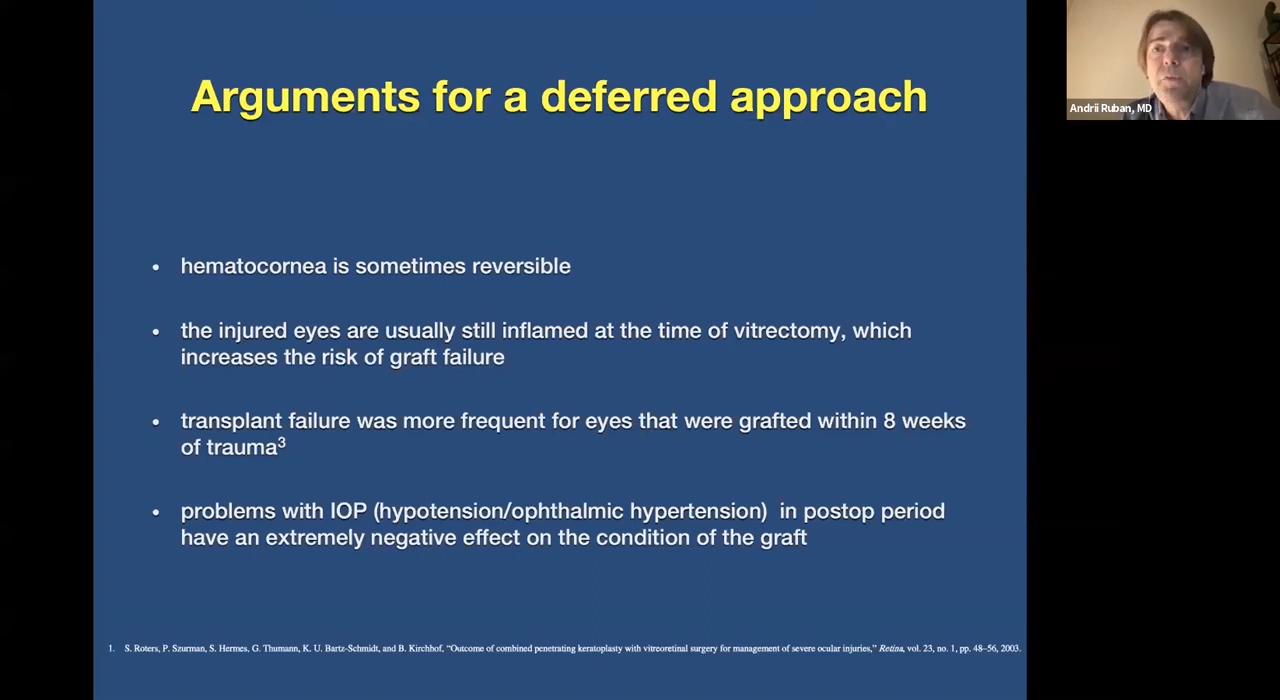 Arguments for a deferred approach
Andrii Ruban, MD
• hematocornea is sometimes reversible
• the injured eyes are usually still inflamed at the time of vitrectomy, which
increases the risk of graft failure
• transplant failure was more frequent for eyes that were grafted within 8 weeks
of trauma³
• problems with IOP (hypotension/ophthalmic hypertension) in postop period
have an extremely negative effect on the condition of the graft
1. S. Roters, P. Szurman, S. Hermes, G. Thumann, K. U. Bartz-Schmidt, and B. Kirchhof, “Outcome of combined penetrating keratoplasty with vitreoretinal surgery for management of severe ocular injuries,” Retina, vol. 23, no. 1, pp. 48–56, 2003.